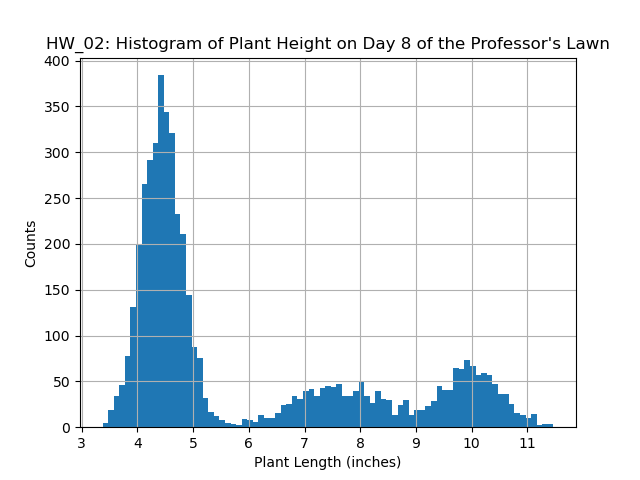 HW_02: Histogram of Plant Height on Day 8 of the Professor's Lawn
400
350
300
250
200
150
100
50
0
Counts
3 4 5 6 7 8 9 10 11
Plant Length (inches)